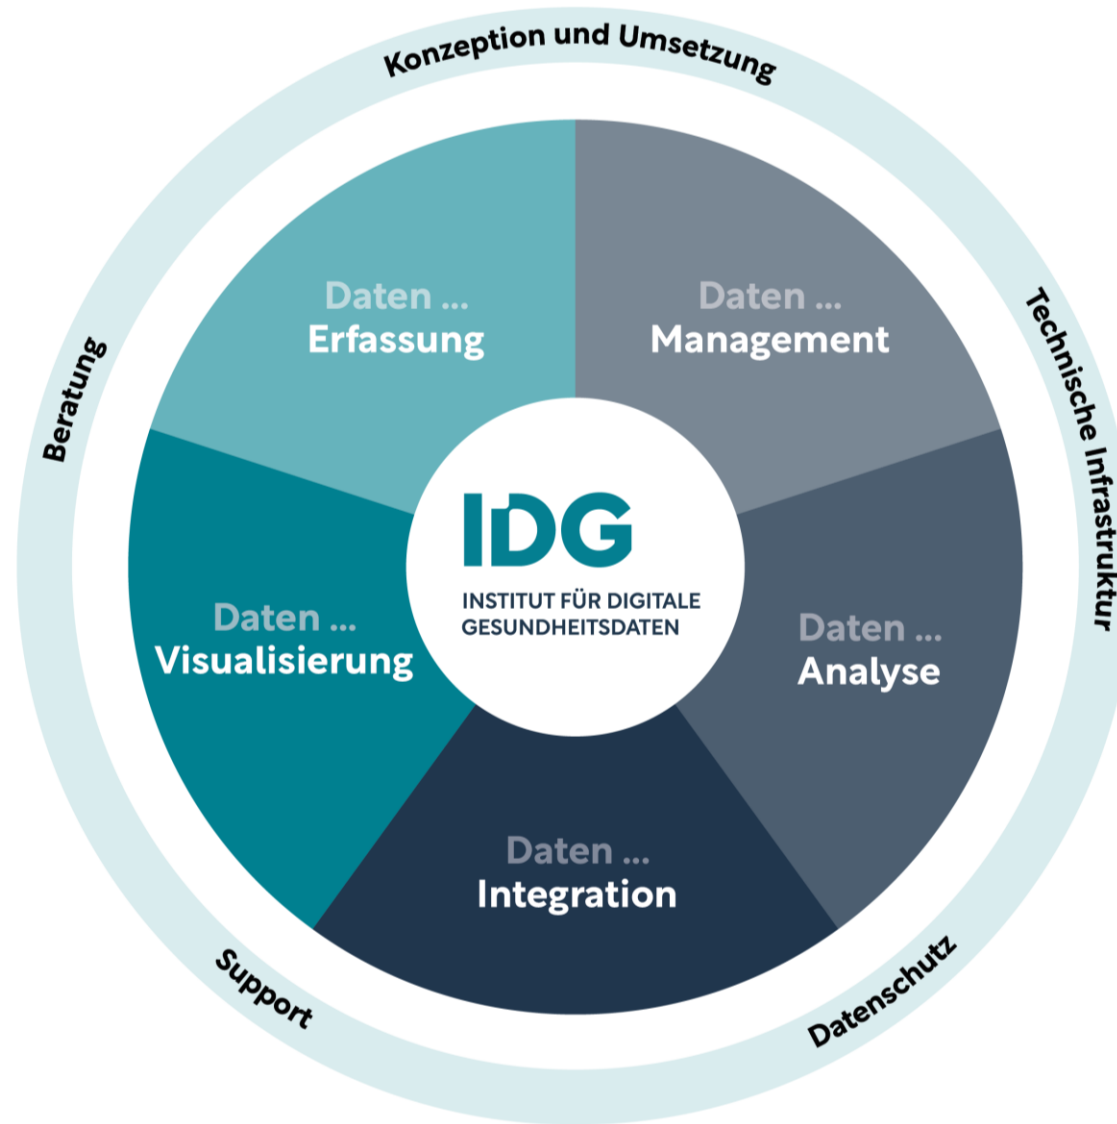 Konzeption und Umsetzung
Daten ...
Erfassung
Daten ...
Management
Technische Infrastruktur
Beratung
IDG
INSTITUT FÜR DIGITALE
GESUNDHEITSDATEN
Daten ...
Visualisierung
Daten ...
Analyse
Daten ...
Integration
Support
Datenschutz